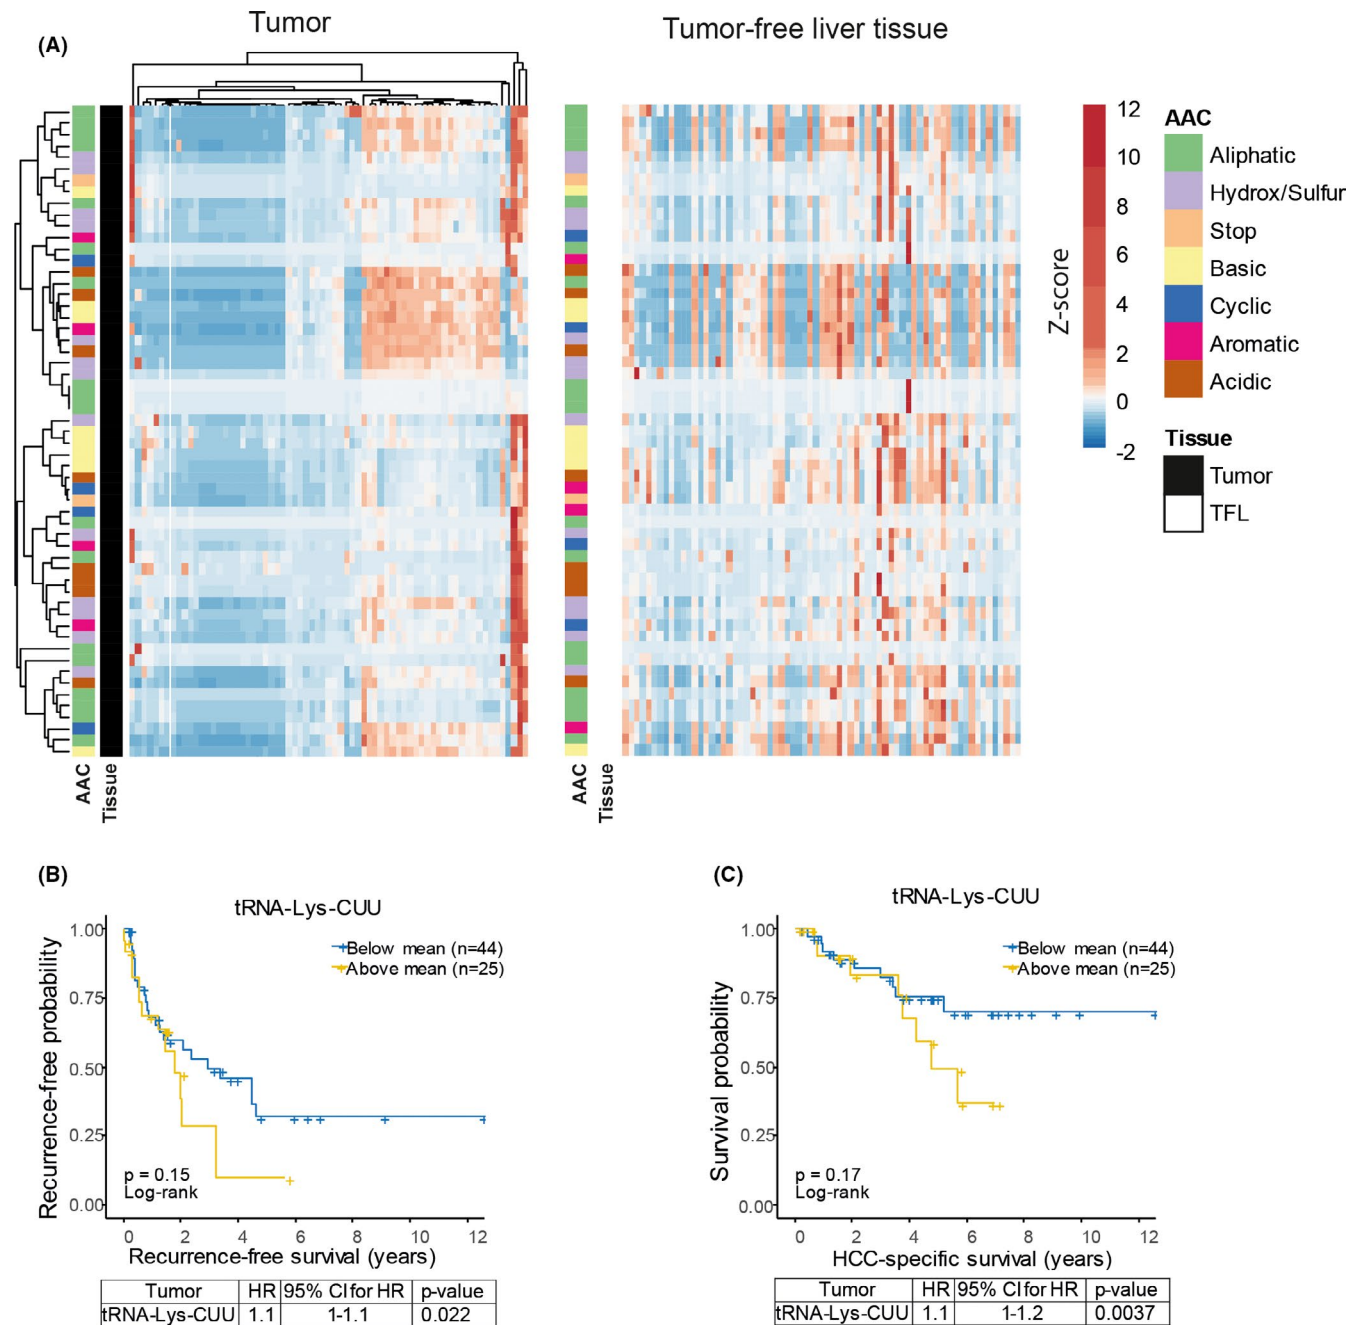 (A)
Tumor
Tumor-free liver tissue
12
10
8
6
4
2
0
-2
Z-score
AAC
Aliphatic
Hydrox/Sulfur
Stop
Basic
Cyclic
Aromatic
Acidic
Tissue
Tumor
TFL
AAC
Tissue
AAC
Tissue
(B)
tRNA-Lys-CUU
Below mean (n=44)
Above mean (n=25)
Recurrence-free probability
1.00
0.75
0.50
0.25
0.00
p = 0.15
Log-rank
0 2 4 6 8 10 12
Recurrence-free survival (years)
Tumor HR 95% CI for HR p-value
tRNA-Lys-CUU 1.1 1-1.1 0.022
(C)
tRNA-Lys-CUU
Below mean (n=44)
Above mean (n=25)
Survival probability
1.00
0.75
0.50
0.25
0.00
p = 0.17
Log-rank
0 2 4 6 8 10 12
HCC-specific survival (years)
Tumor HR 95% CI for HR p-value
tRNA-Lys-CUU 1.1 1-1.2 0.0037